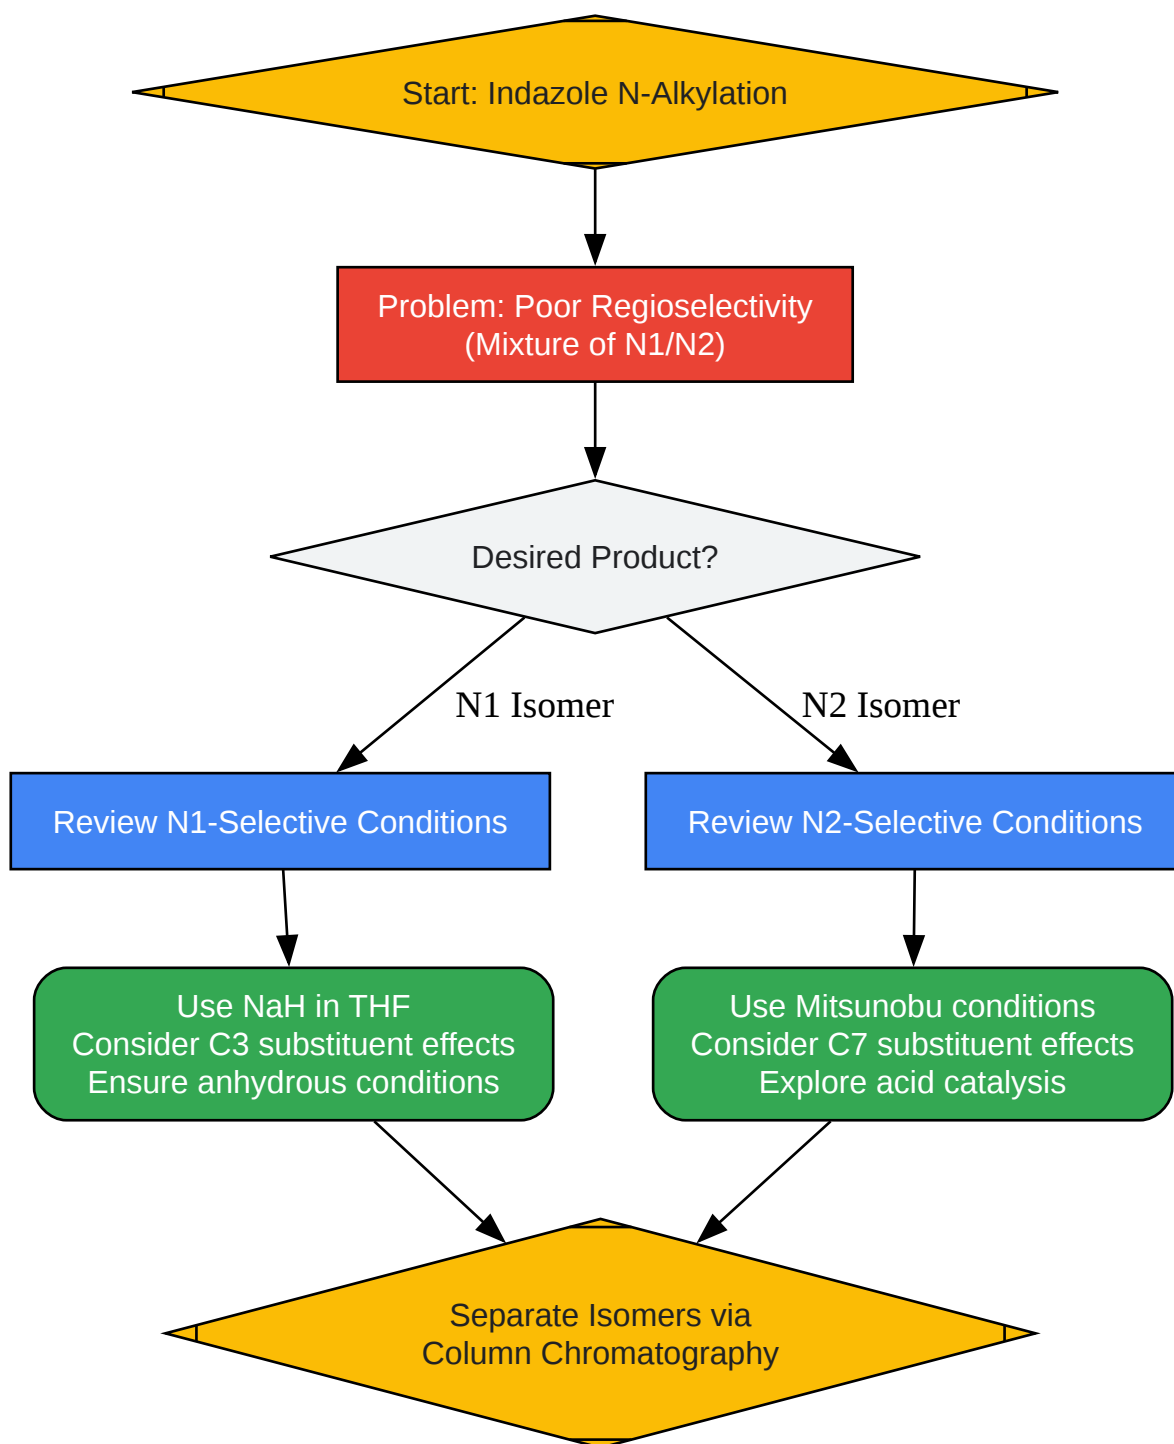 Start: Indazole N-Alkylation
Problem: Poor Regioselectivity
(Mixture of N1/N2)
Desired Product?
N1 Isomer
N2 Isomer
Review N1-Selective Conditions
Review N2-Selective Conditions
Use NaH in THF
Consider C3 substituent effects
Ensure anhydrous conditions
Use Mitsunobu conditions
Consider C7 substituent effects
Explore acid catalysis
Separate Isomers via
Column Chromatography